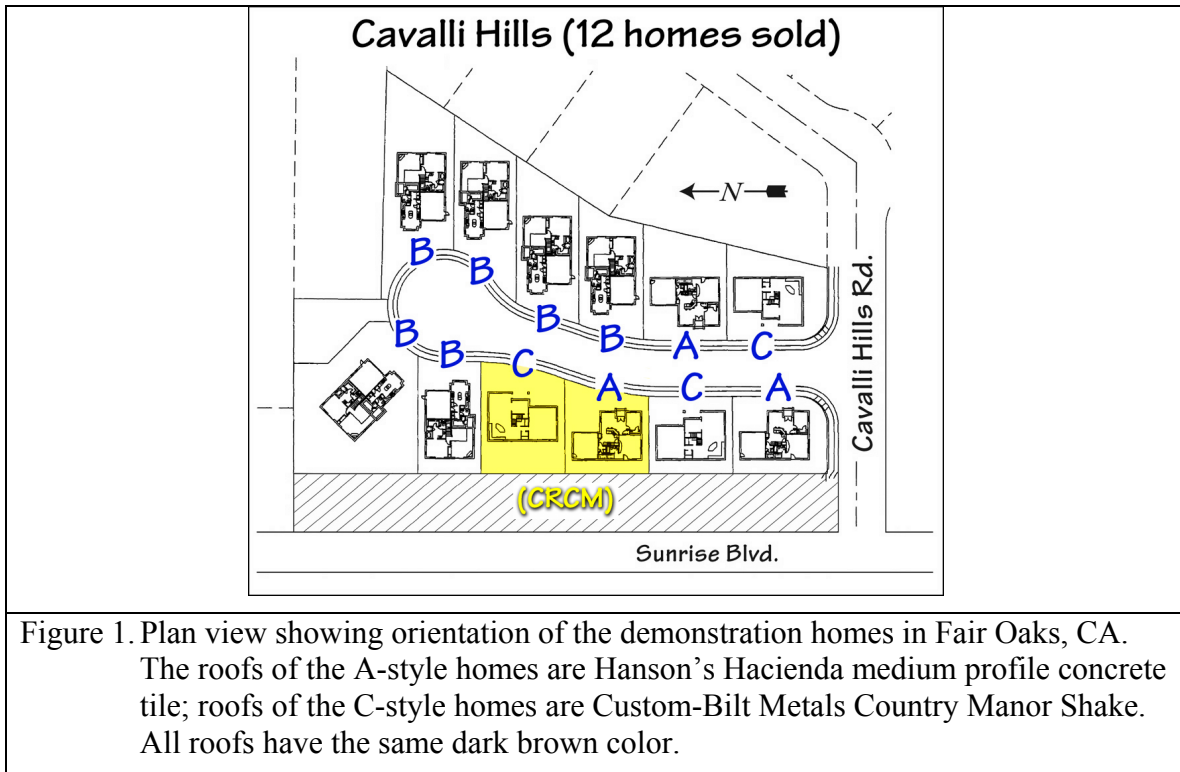 Cavalli Hills (12 homes sold)
N
Cavalli Hills Rd.
B
B
B
B
A
C
B
B
C
A
C
A
(CRCM)
Sunrise Blvd.
Figure 1. Plan view showing orientation of the demonstration homes in Fair Oaks, CA.
The roofs of the A-style homes are Hanson's Hacienda medium profile concrete
tile; roofs of the C-style homes are Custom-Bilt Metals Country Manor Shake.
All roofs have the same dark brown color.